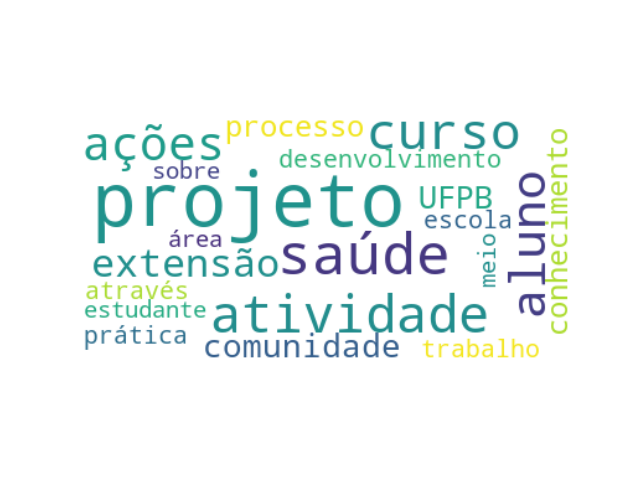 ações
processo
curso
sobre
desenvolvimento
projeto
UFPB
escola
aluno
conhecimento
área
extensão
saúde
meio
através
estudante
atividade
prática
comunidade
trabalho